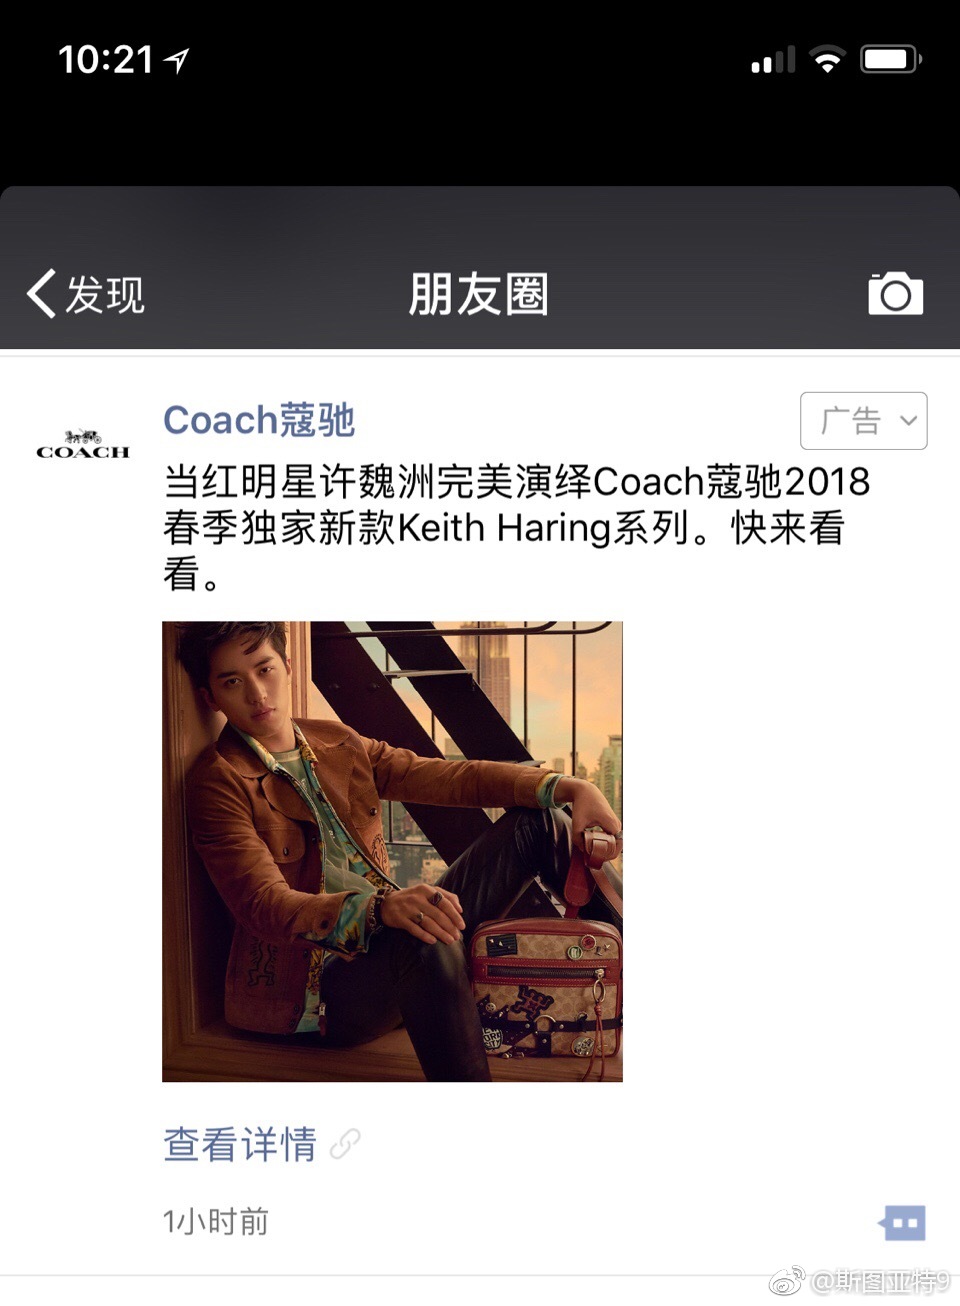 10:21
发现
朋友圈
COACH
Coach蔻驰
广告
当红明星许魏洲完美演绎Coach蔻驰2018
春季独家新款Keith Haring系列。快来看
看。
查看详情
1小时前
@斯图亚特9